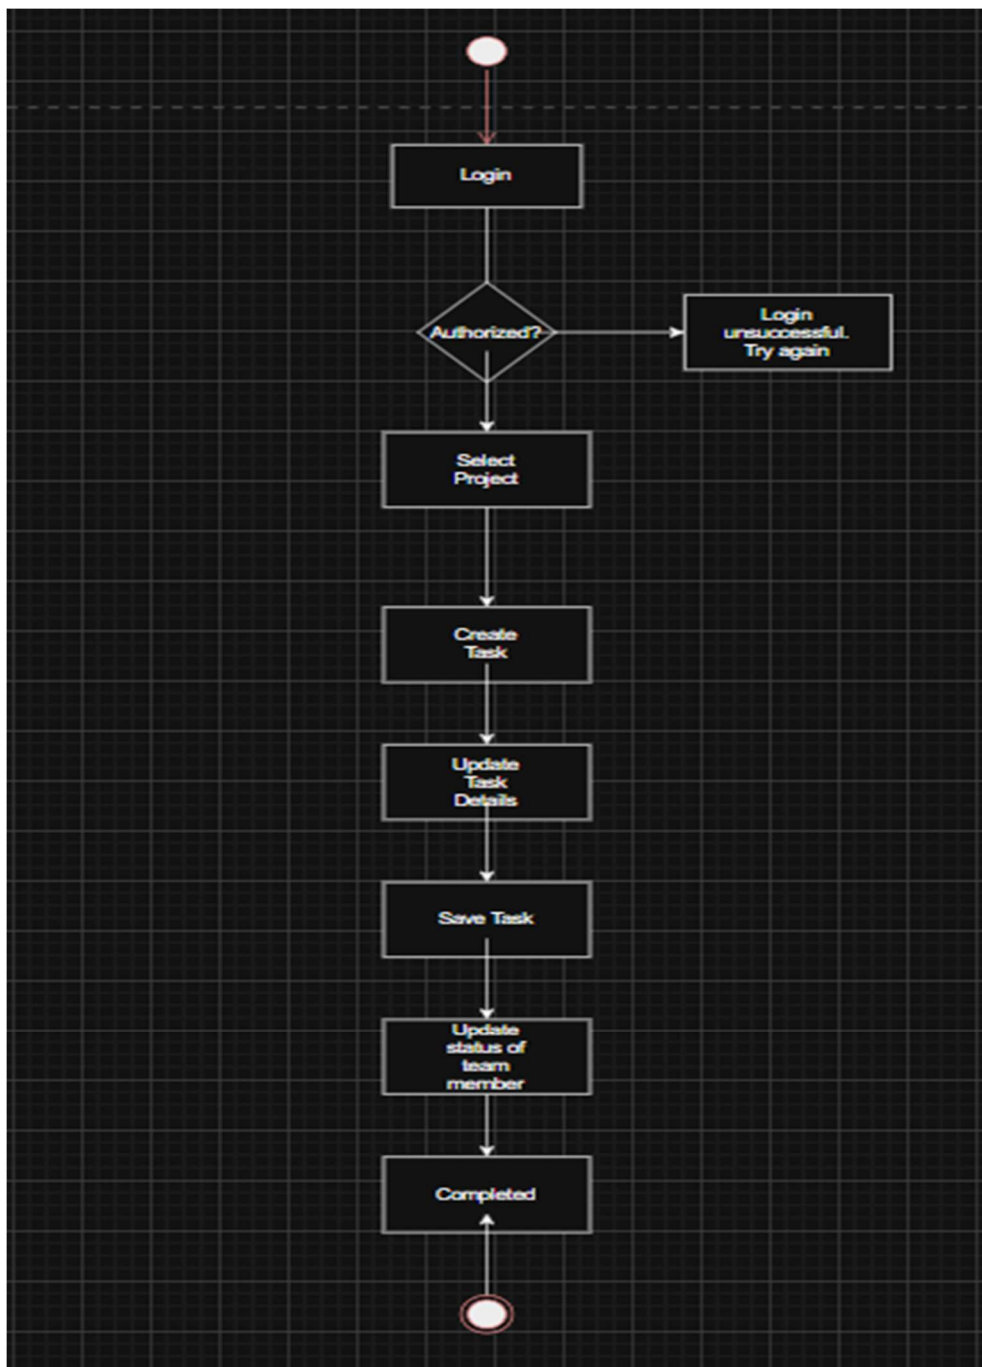 Login
Authorized?
Login
unsuccessful.
Try again
Select
Project
Create
Task
Update
Task
Details
Save Task
Update
status of
team
member
Completed